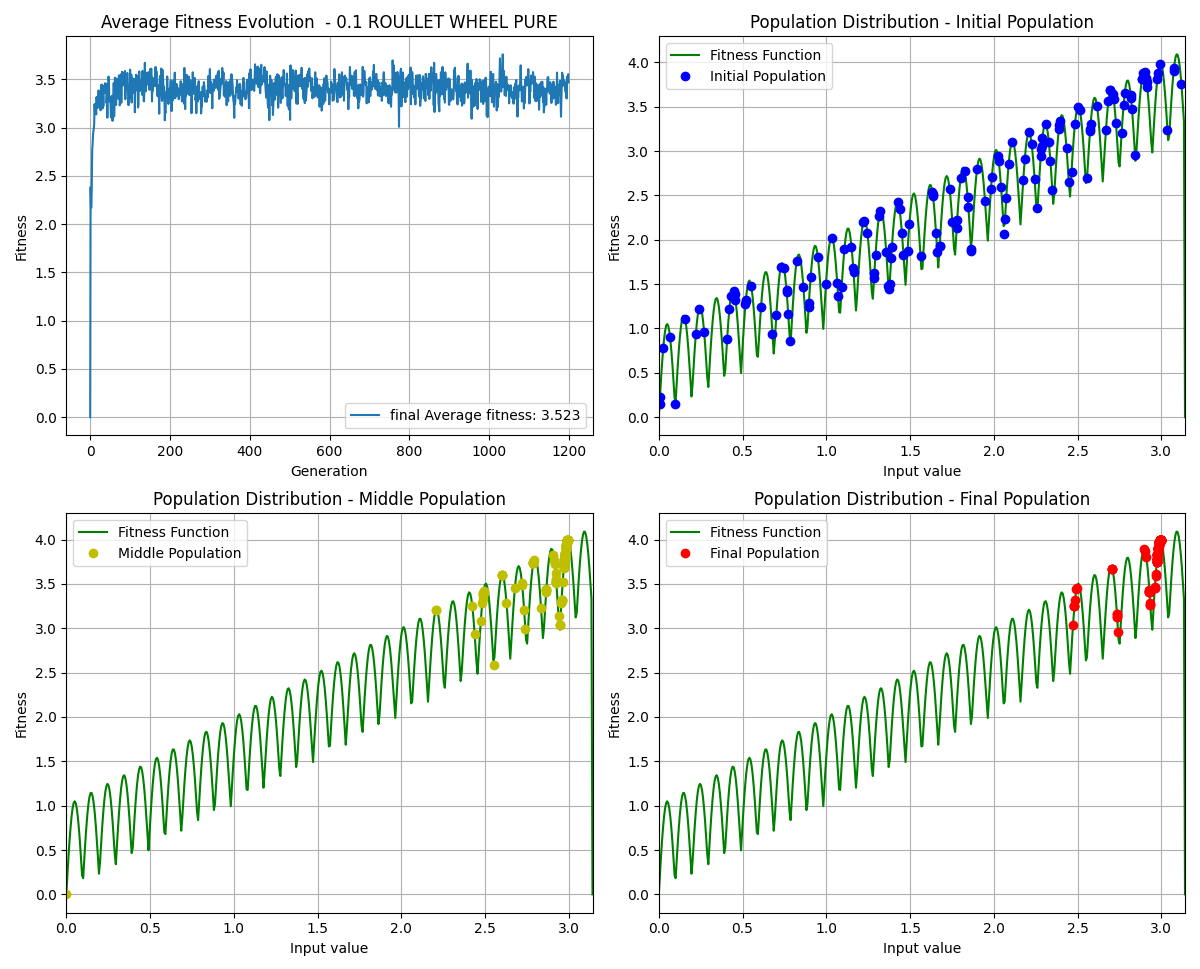 Average Fitness Evolution  - 0.1 ROULLET WHEEL PURE
Fitness
3.5
3.0
2.5
2.0
1.5
1.0
0.5
0.0
final Average fitness: 3.523
0 200 400 600 800 1000 1200
Generation
Population Distribution - Initial Population
Fitness
4.0
3.5
3.0
2.5
2.0
1.5
1.0
0.5
0.0
Fitness Function
Initial Population
0.0 0.5 1.0 1.5 2.0 2.5 3.0
Input value
Population Distribution - Middle Population
Fitness
4.0
3.5
3.0
2.5
2.0
1.5
1.0
0.5
0.0
Fitness Function
Middle Population
0.0 0.5 1.0 1.5 2.0 2.5 3.0
Input value
Population Distribution - Final Population
Fitness
4.0
3.5
3.0
2.5
2.0
1.5
1.0
0.5
0.0
Fitness Function
Final Population
0.0 0.5 1.0 1.5 2.0 2.5 3.0
Input value